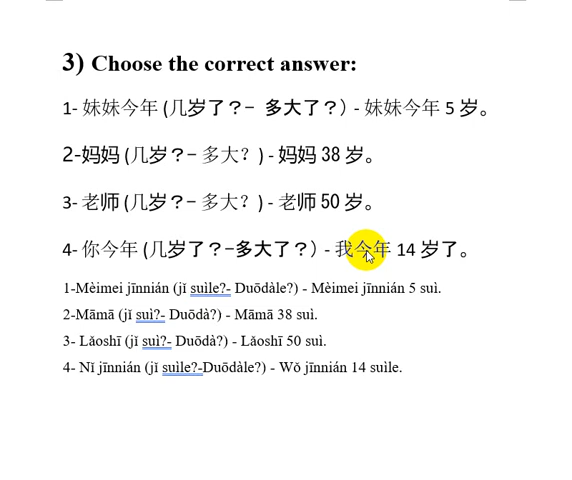 3) Choose the correct answer:
1- 妹妹今年 (几岁了？- 多大了？) - 妹妹今年 5 岁。
2-妈妈 (几岁？- 多大？) - 妈妈 38 岁。
3- 老师 (几岁？- 多大？) - 老师 50 岁。
4- 你今年 (几岁了？-多大了？) - 我今年 14 岁了。
1-Mèimei jīnnián (jǐ suìle?- Duōdàle?) - Mèimei jīnnián 5 suì.
2-Māmā (jǐ suì?- Duōdà?) - Māmā 38 suì.
3- Lǎoshī (jǐ suì?- Duōdà?) - Lǎoshī 50 suì.
4- Nǐ jīnnián (jǐ suìle?-Duōdàle?) - Wǒ jīnnián 14 suìle.